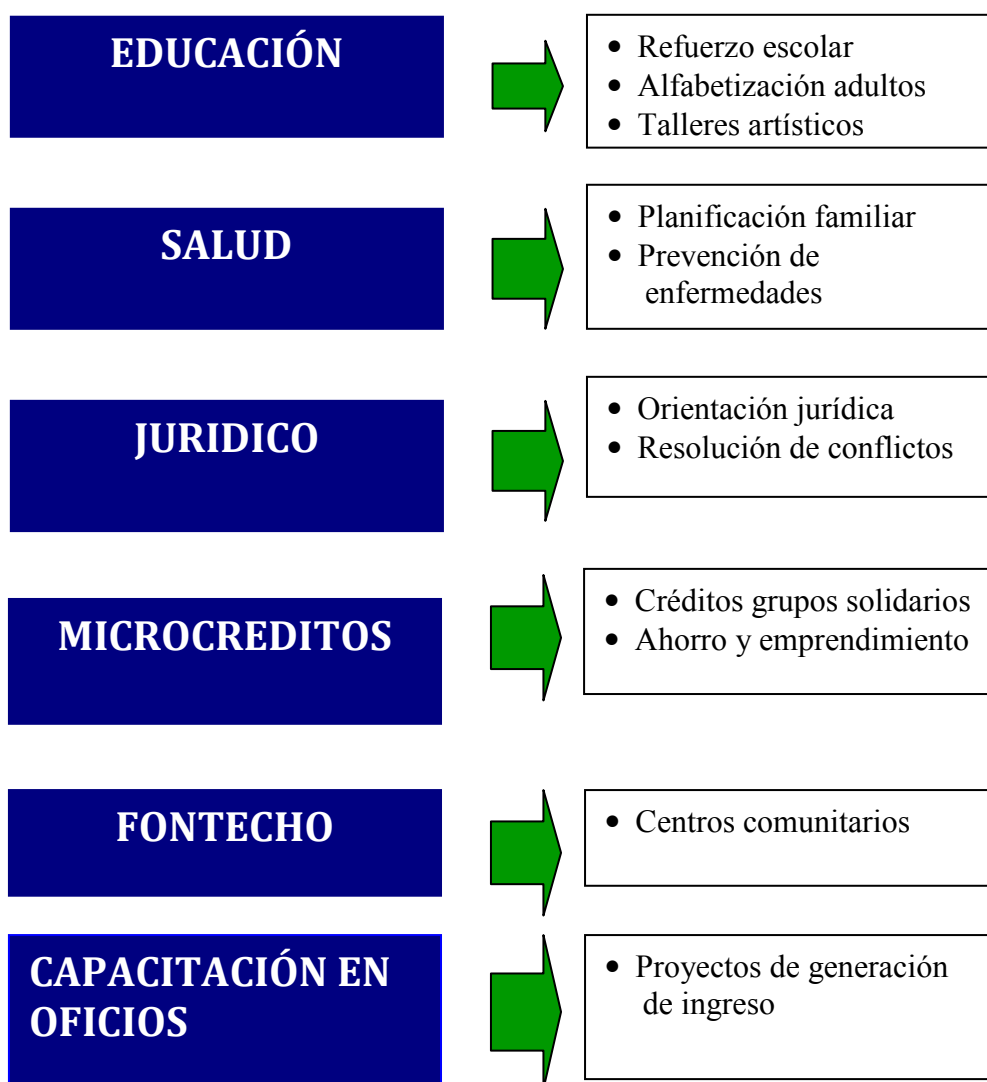 EDUCACIÓN
• Refuerzo escolar
• Alfabetización adultos
• Talleres artísticos
SALUD
• Planificación familiar
• Prevención de
enfermedades
JURIDICO
• Orientación jurídica
• Resolución de conflictos
MICROCREDITOS
• Créditos grupos solidarios
• Ahorro y emprendimiento
FONTECHO
• Centros comunitarios
CAPACITACIÓN EN
OFICIOS
• Proyectos de generación
de ingreso